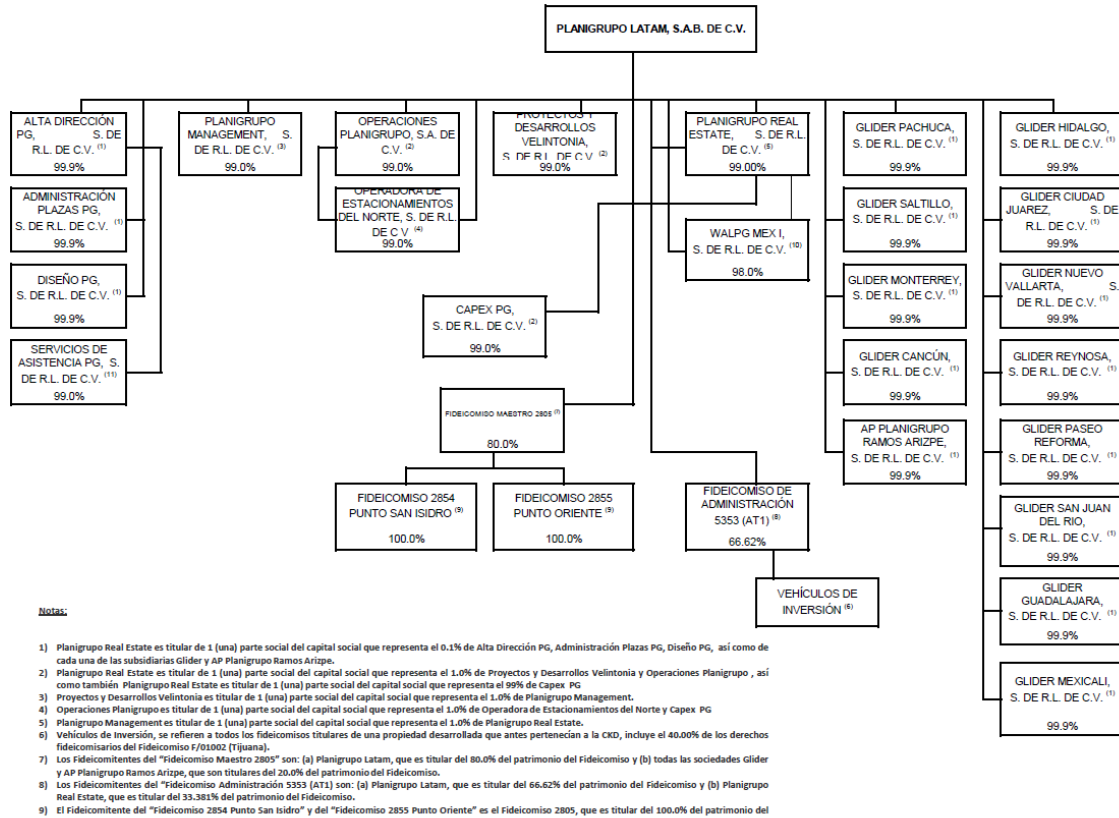 PLANIGRUPO LATAM, S.A.B. DE C.V.
ALTA DIRECCIÓN
PG, S. DE
R.L. DE C.V. (1)
99.9%
PLANIGRUPO
MANAGEMENT, S.
DE R.L. DE C.V. (3)
99.0%
OPERACIONES
PLANIGRUPO, S.A. DE
C.V. (2)
99.0%
PROYECTOS Y
DESARROLLOS
VELINTONIA,
S. DE R.L. DE C.V. (2)
99.0%
PLANIGRUPO REAL
ESTATE, S. DE R.L.
DE C.V. (5)
99.00%
GLIDER PACHUCA,
S. DE R.L. DE C.V. (1)
99.9%
GLIDER HIDALGO,
S. DE R.L. DE C.V. (1)
99.9%
ADMINISTRACIÓN
PLAZAS PG,
S. DE R.L. DE C.V. (1)
99.9%
OPERADORA DE
ESTACIONAMIENTOS
DEL NORTE, S. DE R.L.
DE C.V. (4)
99.0%
WALPG MEX I,
S. DE R.L. DE C.V. (10)
98.0%
GLIDER SALTILLO,
S. DE R.L. DE C.V. (1)
99.9%
GLIDER CIUDAD
JUAREZ, S. DE
R.L. DE C.V. (1)
99.9%
DISEÑO PG,
S. DE R.L. DE C.V. (1)
99.9%
CAPEX PG,
S. DE R.L. DE C.V. (2)
99.0%
GLIDER MONTERREY,
S. DE R.L. DE C.V. (1)
99.9%
GLIDER NUEVO
VALLARTA, S.
DE R.L. DE C.V. (1)
99.9%
SERVICIOS DE
ASISTENCIA PG, S.
DE R.L. DE C.V. (11)
99.0%
GLIDER CANCÚN,
S. DE R.L. DE C.V. (1)
99.9%
GLIDER REYNOSA,
S. DE R.L. DE C.V. (1)
99.9%
FIDEICOMISO MAESTRO 2805 (7)
80.0%
AP PLANIGRUPO
RAMOS ARIZPE,
S. DE R.L. DE C.V. (1)
99.9%
GLIDER PASEO
REFORMA,
S. DE R.L. DE C.V. (1)
99.9%
FIDEICOMISO 2854
PUNTO SAN ISIDRO (9)
100.0%
FIDEICOMISO 2855
PUNTO ORIENTE (9)
100.0%
FIDEICOMISO DE
ADMINISTRACIÓN
5353 (AT1) (8)
66.62%
GLIDER SAN JUAN
DEL RIO,
S. DE R.L. DE C.V. (1)
99.9%
VEHÍCULOS DE
INVERSIÓN (6)
GLIDER
GUADALAJARA,
S. DE R.L. DE C.V. (1)
99.9%
GLIDER MEXICALI,
S. DE R.L. DE C.V. (1)
99.9%
Notas:
1) Planigrupo Real Estate es titular de 1 (una) parte social del capital social que representa el 0.1% de Alta Dirección PG, Administración Plazas PG, Diseño PG, así como de
cada una de las subsidiarias Glider y AP Planigrupo Ramos Arizpe.
2) Planigrupo Real Estate es titular de 1 (una) parte social del capital social que representa el 1.0% de Proyectos y Desarrollos Velintonia y Operaciones Planigrupo , así
como también Planigrupo Real Estate es titular de 1 (una) parte social del capital social que representa el 99% de Capex PG
3) Proyectos y Desarrollos Velintonia es titular de 1 (una) parte social del capital social que representa el 1.0% de Planigrupo Management.
4) Operaciones Planigrupo es titular de 1 (una) parte social del capital social que representa el 1.0% de Operadora de Estacionamientos del Norte y Capex PG
5) Planigrupo Management es titular de 1 (una) parte social del capital social que representa el 1.0% de Planigrupo Real Estate.
6) Vehículos de Inversión, se refieren a todos los fideicomisos titulares de una propiedad desarrollada que antes pertenecían a la CKD, incluye el 40.00% de los derechos
fideicomisarios del Fideicomiso F/01002 (Tijuana).
7) Los Fideicomitentes del "Fideicomiso Maestro 2805" son: (a) Planigrupo Latam, que es titular del 80.0% del patrimonio del Fideicomiso y (b) todas las sociedades Glider
y AP Planigrupo Ramos Arizpe, que son titulares del 20.0% del patrimonio del Fideicomiso.
8) Los Fideicomitentes del "Fideicomiso Administración 5353 (AT1) son: (a) Planigrupo Latam, que es titular del 66.62% del patrimonio del Fideicomiso y (b) Planigrupo
Real Estate, que es titular del 33.381% del patrimonio del Fideicomiso.
9) El Fideicomitente del "Fideicomiso 2854 Punto San Isidro" y del "Fideicomiso 2855 Punto Oriente" es el Fideicomiso 2805, que es titular del 100.0% del patrimonio del